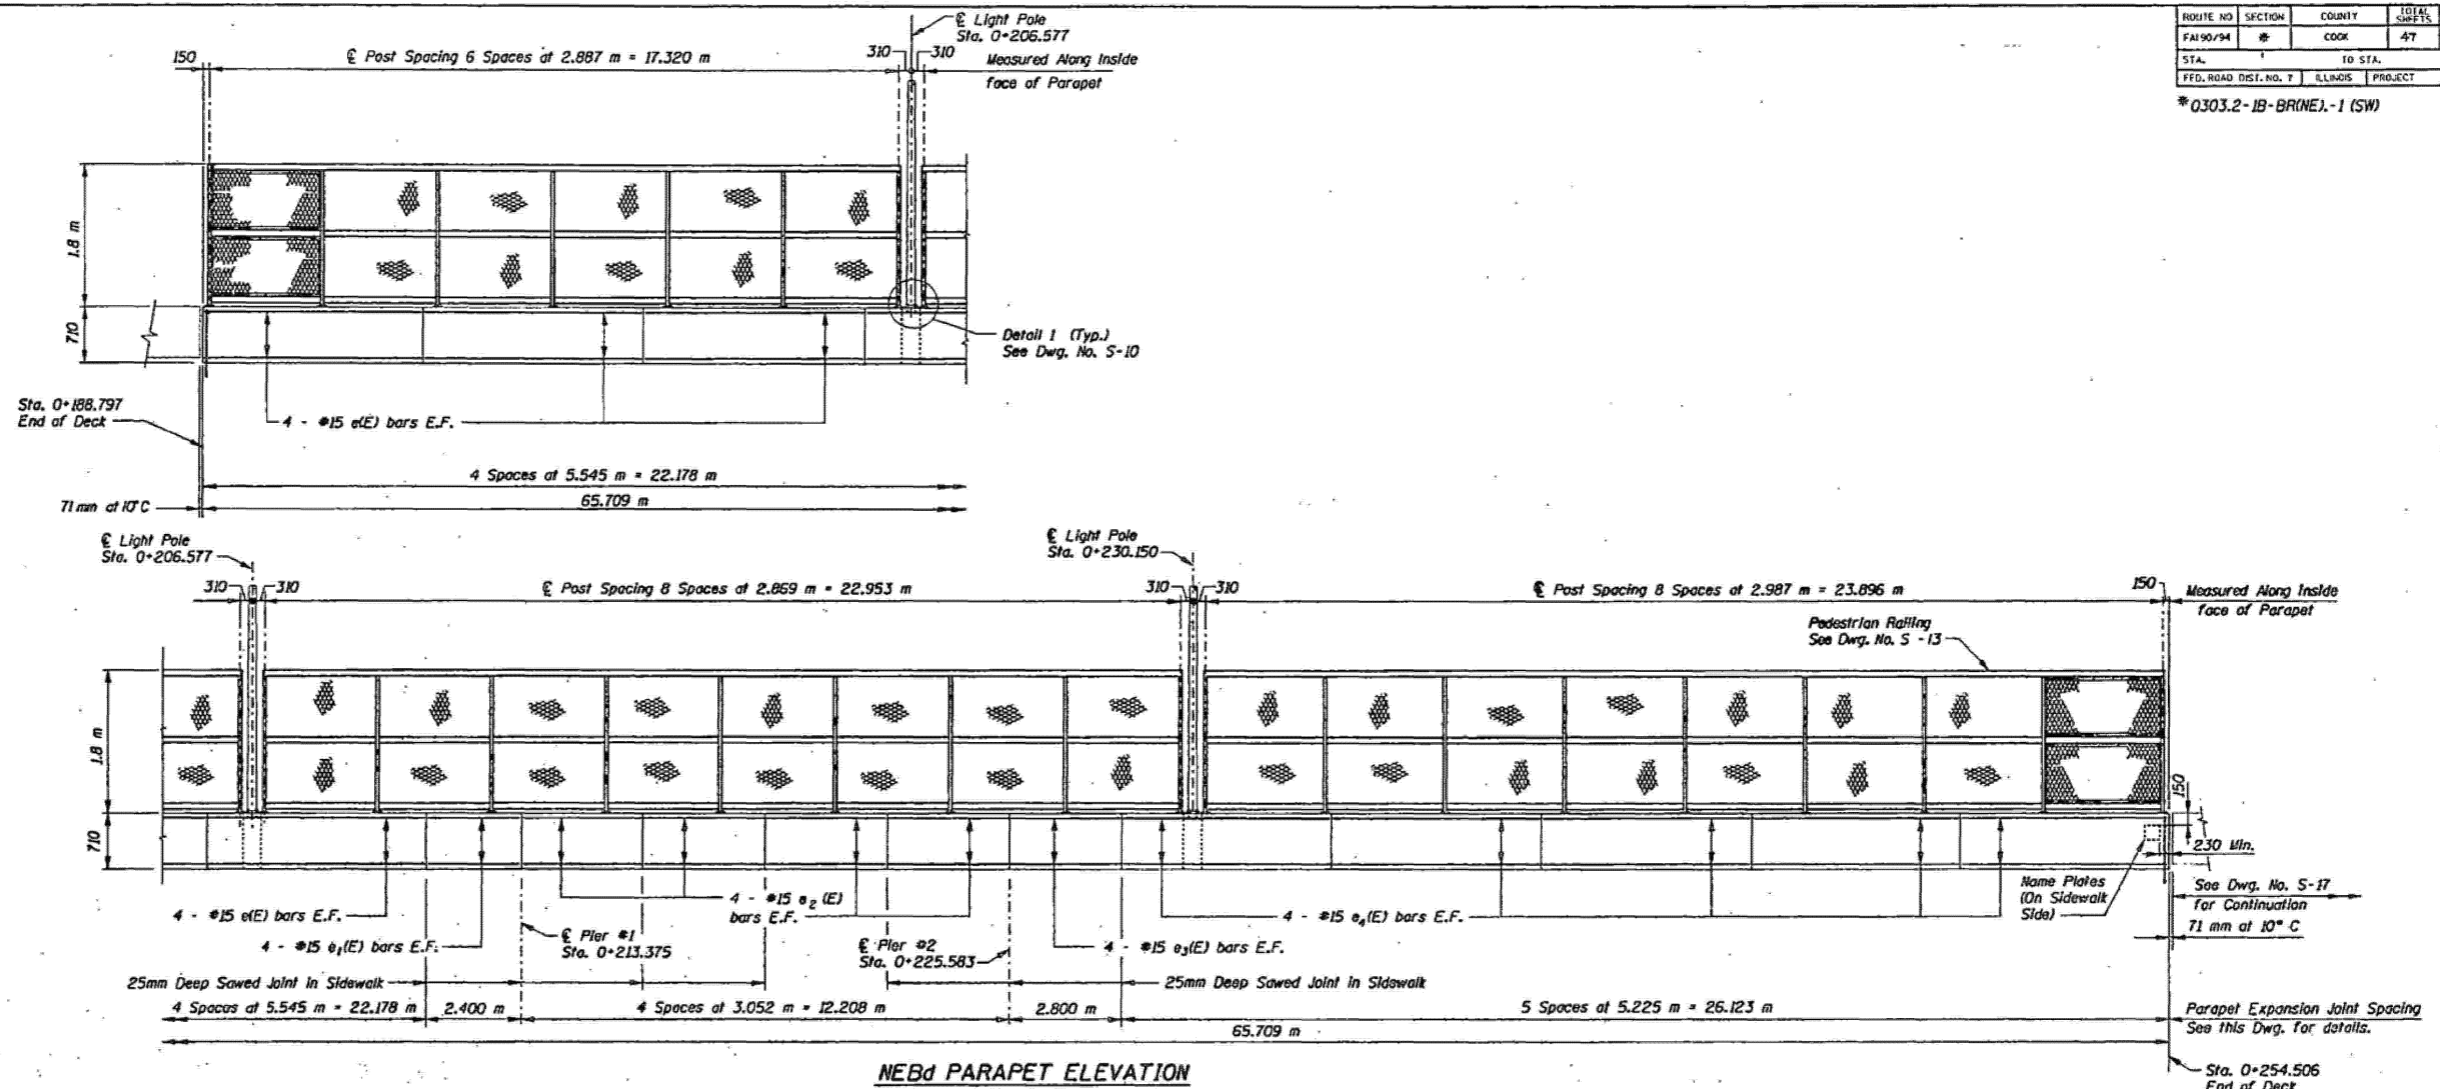 ROUTE NO SECTION COUNTY TOTAL SHEETS
FAI 90/94 * COOK 47
STA. TO STA.
FED. ROAD DIST. NO. 7 ILLINOIS PROJECT
*0303.2-1B-BR(NE).-1 (SW)
℄ Light Pole
Sta. 0+206.577
150
℄ Post Spacing 6 Spaces at 2.887 m = 17.320 m
310 310
Measured Along Inside
face of Parapet
1.8 m
710
Detail 1 (Typ.)
See Dwg. No. S-10
Sta. 0+188.797
End of Deck
4 - #15 e(E) bars E.F.
4 Spaces at 5.545 m = 22.178 m
71 mm at 10°C
65.709 m
℄ Light Pole
Sta. 0+206.577
℄ Light Pole
Sta. 0+230.150
310 310
℄ Post Spacing 8 Spaces at 2.869 m = 22.953 m
310 310
℄ Post Spacing 8 Spaces at 2.987 m = 23.896 m
150
Measured Along Inside
face of Parapet
Pedestrian Railing
See Dwg. No. S -13
1.8 m
710
150
230 Min.
Name Plates
(On Sidewalk
Side)
See Dwg. No. S-17
for Continuation
71 mm at 10° C
4 - #15 e(E) bars E.F.
4 - #15 e₁(E) bars E.F.
4 - #15 e₂ (E)
bars E.F.
℄ Pier #1
Sta. 0+213.375
℄ Pier #2
Sta. 0+225.583
4 - #15 e₃(E) bars E.F.
4 - #15 e₄(E) bars E.F.
25mm Deep Sawed Joint in Sidewalk
25mm Deep Sawed Joint in Sidewalk
4 Spaces at 5.545 m = 22.178 m
2.400 m
4 Spaces at 3.052 m = 12.208 m
2.800 m
5 Spaces at 5.225 m = 26.123 m
Parapet Expansion Joint Spacing
See this Dwg. for details.
65.709 m
NEBd PARAPET ELEVATION
Sta. 0+254.506
End of Deck